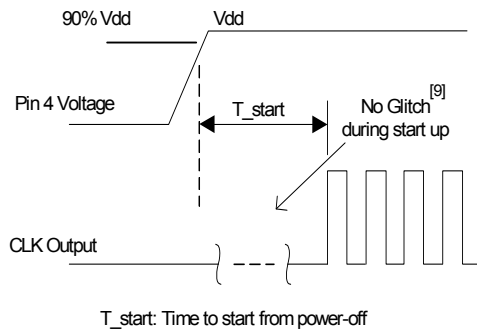 90% Vdd
Vdd
Pin 4 Voltage
T_start
No Glitch[9]
during start up
CLK Output
T_start: Time to start from power-off